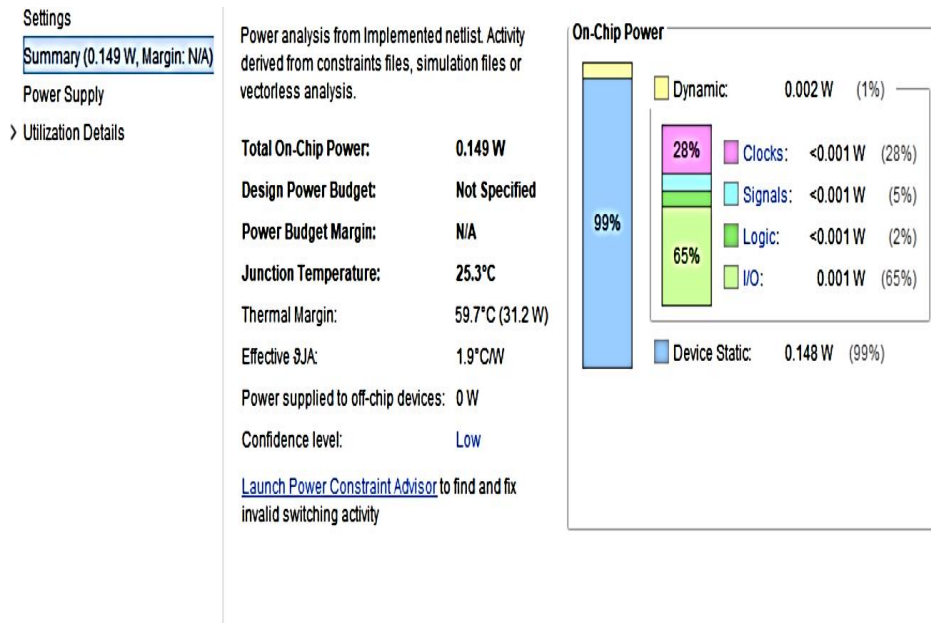 Settings
Summary (0.149 W, Margin: N/A)
Power Supply
> Utilization Details
Power analysis from Implemented netlist. Activity
derived from constraints files, simulation files or
vectorless analysis.
Total On-Chip Power: 0.149 W
Design Power Budget: Not Specified
Power Budget Margin: N/A
Junction Temperature: 25.3°C
Thermal Margin: 59.7°C (31.2 W)
Effective ϑJA: 1.9°C/W
Power supplied to off-chip devices: 0 W
Confidence level: Low
Launch Power Constraint Advisor to find and fix
invalid switching activity
On-Chip Power
99%
Dynamic: 0.002 W (1%)
28%
65%
Clocks: <0.001 W (28%)
Signals: <0.001 W (5%)
Logic: <0.001 W (2%)
I/O: 0.001 W (65%)
Device Static: 0.148 W (99%)